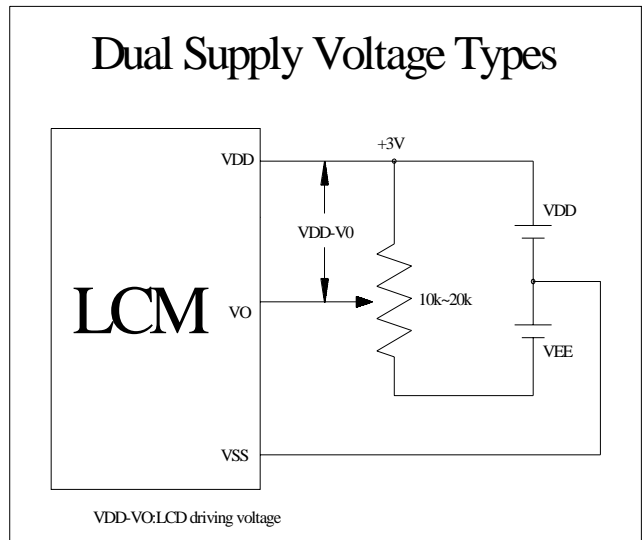 Dual Supply Voltage Types
+3V
VDD
VDD
VDD-V0
LCM
VO
10k~20k
VEE
VSS
VDD-VO:LCD driving voltage